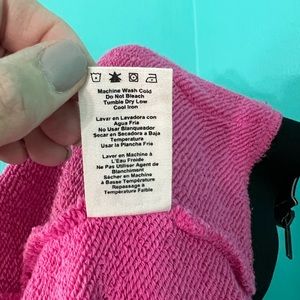 Machine Wash Cold
Do Not Bleach
Tumble Dry Low
Cool Iron
Lavar en Lavadora con
Agua Fria
No Usar Blanqueador
Secar en Secadora a Baja
Temperatura
Usar la Plancha Fria
Laver en Machine à
L'Eau Froide
Ne Pas Utiliser Agent de
Blanchiment
Sécher en Machine
à Basse Température
Repassage à
Température Faible